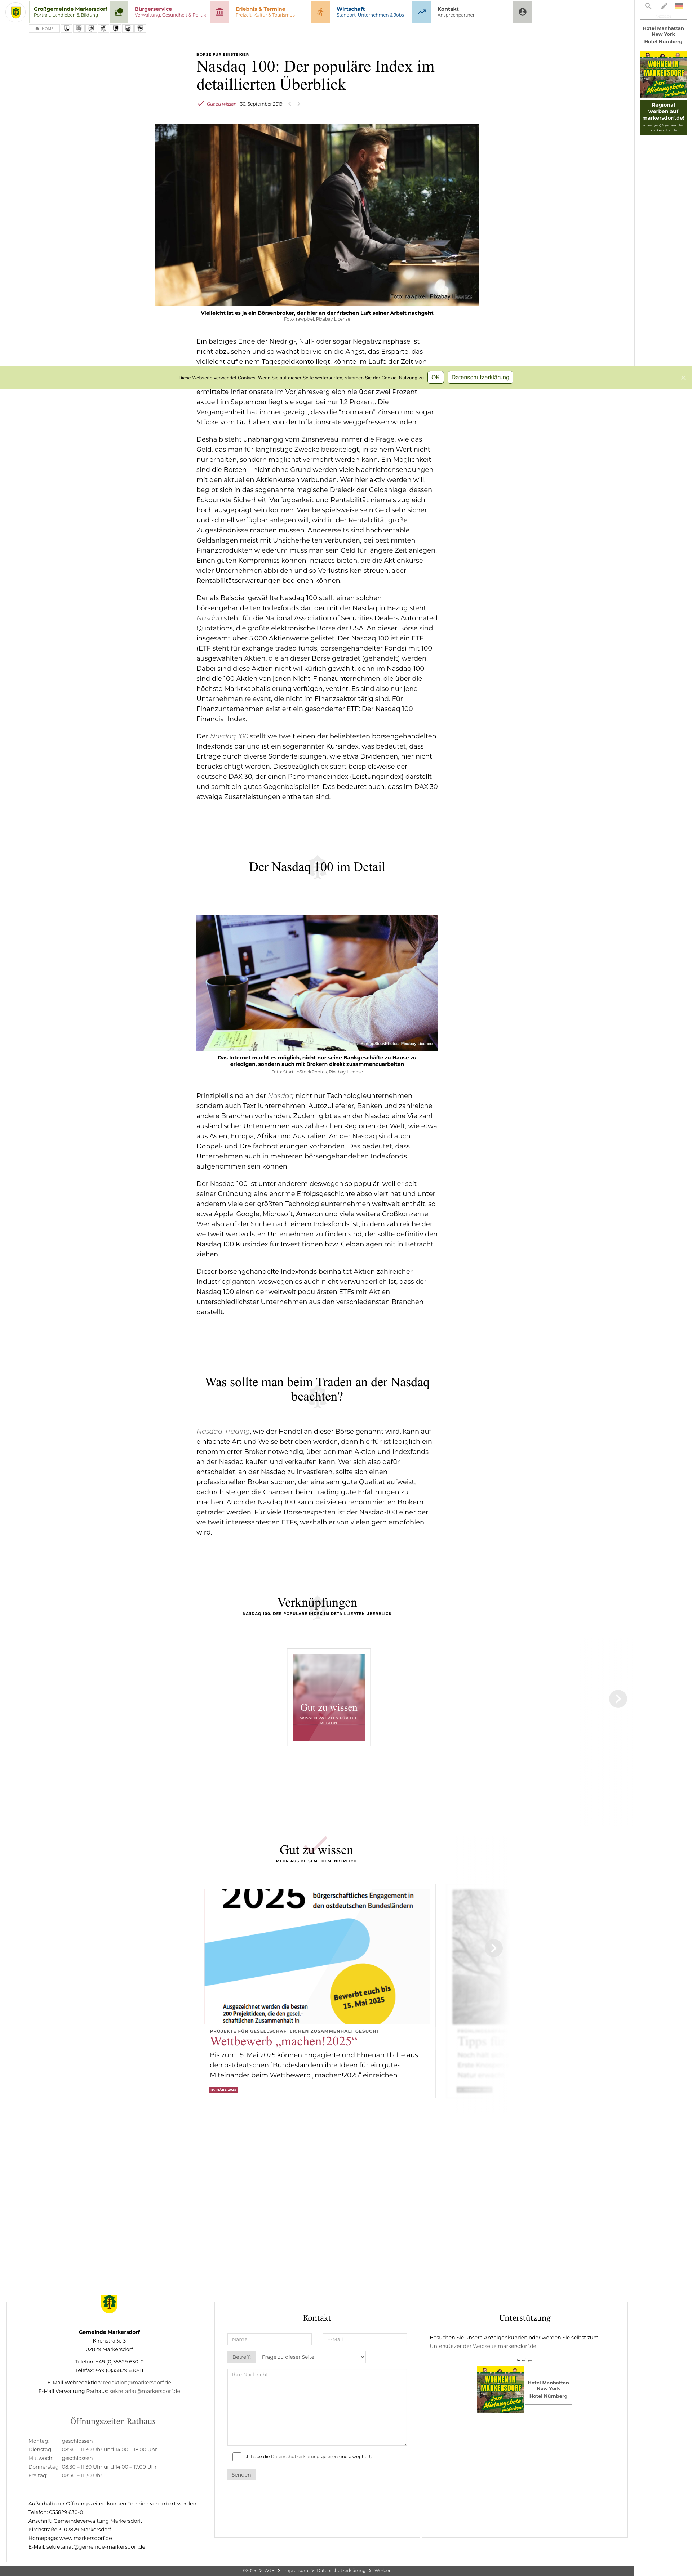 Großgemeinde Markersdorf
Portrait, Landleben & Bildung
Bürgerservice
Verwaltung, Gesundheit & Politik
Erlebnis & Termine
Freizeit, Kultur & Tourismus
Wirtschaft
Standort, Unternehmen & Jobs
Kontakt
Ansprechpartner
HOME
Hotel Manhattan
New York
Hotel Nürnberg
WOHNEN IN
MARKERSDORF
Jetzt
Mietangebote
entdecken!
Regional
werben auf
markersdorf.de!
anzeigen@gemeinde-
markersdorf.de
BÖRSE FÜR EINSTEIGER
Nasdaq 100: Der populäre Index im
detaillierten Überblick
Gut zu wissen 30. September 2019
Foto: rawpixel, Pixabay License
Vielleicht ist es ja ein Börsenbroker, der hier an der frischen Luft seiner Arbeit nachgeht
Foto: rawpixel, Pixabay License
Ein baldiges Ende der Niedrig-, Null- oder sogar Negativzinsphase ist
nicht abzusehen und so wächst bei vielen die Angst, das Ersparte, das
vielleicht auf einem Tagesgeldkonto liegt, könnte im Laufe der Zeit von
Diese Webseite verwendet Cookies. Wenn Sie auf dieser Seite weitersurfen, stimmen Sie der Cookie-Nutzung zu OK Datenschutzerklärung
ermittelte Inflationsrate im Vorjahresvergleich nie über zwei Prozent,
aktuell im September liegt sie sogar bei nur 1,2 Prozent. Die
Vergangenheit hat immer gezeigt, dass die “normalen” Zinsen und sogar
Stücke vom Guthaben, von der Inflationsrate weggefressen wurden.
Deshalb steht unabhängig vom Zinsniveau immer die Frage, wie das
Geld, das man für langfristige Zwecke beiseitelegt, in seinem Wert nicht
nur erhalten, sondern möglichst vermehrt werden kann. Ein Möglichkeit
sind die Börsen – nicht ohne Grund werden viele Nachrichtensendungen
mit den aktuellen Aktienkursen verbunden. Wer hier aktiv werden will,
begibt sich in das sogenannte magische Dreieck der Geldanlage, dessen
Eckpunkte Sicherheit, Verfügbarkeit und Rentabilität niemals zugleich
hoch ausgeprägt sein können. Wer beispielsweise sein Geld sehr sicher
und schnell verfügbar anlegen will, wird in der Rentabilität große
Zugeständnisse machen müssen. Andererseits sind hochrentable
Geldanlagen meist mit Unsicherheiten verbunden, bei bestimmten
Finanzprodukten wiederum muss man sein Geld für längere Zeit anlegen.
Einen guten Kompromiss können Indizees bieten, die die Aktienkurse
vieler Unternehmen abbilden und so Verlustrisiken streuen, aber
Rentabilitätserwartungen bedienen können.
Der als Beispiel gewählte Nasdaq 100 stellt einen solchen
börsengehandelten Indexfonds dar, der mit der Nasdaq in Bezug steht.
Nasdaq steht für die National Association of Securities Dealers Automated
Quotations, die größte elektronische Börse der USA. An dieser Börse sind
insgesamt über 5.000 Aktienwerte gelistet. Der Nasdaq 100 ist ein ETF
(ETF steht für exchange traded funds, börsengehandelter Fonds) mit 100
ausgewählten Aktien, die an dieser Börse getradet (gehandelt) werden.
Dabei sind diese Aktien nicht willkürlich gewählt, denn im Nasdaq 100
sind die 100 Aktien von jenen Nicht-Finanzunternehmen, die über die
höchste Marktkapitalisierung verfügen, vereint. Es sind also nur jene
Unternehmen relevant, die nicht im Finanzsektor tätig sind. Für
Finanzunternehmen existiert ein gesonderter ETF: Der Nasdaq 100
Financial Index.
Der Nasdaq 100 stellt weltweit einen der beliebtesten börsengehandelten
Indexfonds dar und ist ein sogenannter Kursindex, was bedeutet, dass
Erträge durch diverse Sonderleistungen, wie etwa Dividenden, hier nicht
berücksichtigt werden. Diesbezüglich existiert beispielsweise der
deutsche DAX 30, der einen Performanceindex (Leistungsindex) darstellt
und somit ein gutes Gegenbeispiel ist. Das bedeutet auch, dass im DAX 30
etwaige Zusatzleistungen enthalten sind.
Der Nasdaq 100 im Detail
StartupStockPhotos, Pixabay License
Das Internet macht es möglich, nicht nur seine Bankgeschäfte zu Hause zu
erledigen, sondern auch mit Brokern direkt zusammenzuarbeiten
Foto: StartupStockPhotos, Pixabay License
Prinzipiell sind an der Nasdaq nicht nur Technologieunternehmen,
sondern auch Textilunternehmen, Autozulieferer, Banken und zahlreiche
andere Branchen vorhanden. Zudem gibt es an der Nasdaq eine Vielzahl
ausländischer Unternehmen aus zahlreichen Regionen der Welt, wie etwa
aus Asien, Europa, Afrika und Australien. An der Nasdaq sind auch
Doppel- und Dreifachnotierungen vorhanden. Das bedeutet, dass
Unternehmen auch in mehreren börsengehandelten Indexfonds
aufgenommen sein können.
Der Nasdaq 100 ist unter anderem deswegen so populär, weil er seit
seiner Gründung eine enorme Erfolgsgeschichte absolviert hat und unter
anderem viele der größten Technologieunternehmen weltweit enthält, so
etwa Apple, Google, Microsoft, Amazon und viele weitere Großkonzerne.
Wer also auf der Suche nach einem Indexfonds ist, in dem zahlreiche der
weltweit wertvollsten Unternehmen zu finden sind, der sollte definitiv den
Nasdaq 100 Kursindex für Investitionen bzw. Geldanlagen mit in Betracht
ziehen.
Dieser börsengehandelte Indexfonds beinhaltet Aktien zahlreicher
Industriegiganten, weswegen es auch nicht verwunderlich ist, dass der
Nasdaq 100 einen der weltweit populärsten ETFs mit Aktien
unterschiedlichster Unternehmen aus den verschiedensten Branchen
darstellt.
Was sollte man beim Traden an der Nasdaq
beachten?
Nasdaq-Trading, wie der Handel an dieser Börse genannt wird, kann auf
einfachste Art und Weise betrieben werden, denn hierfür ist lediglich ein
renommierter Broker notwendig, über den man Aktien und Indexfonds
an der Nasdaq kaufen und verkaufen kann. Wer sich also dafür
entscheidet, an der Nasdaq zu investieren, sollte sich einen
professionellen Broker suchen, der eine sehr gute Qualität aufweist;
dadurch steigen die Chancen, beim Trading gute Erfahrungen zu
machen. Auch der Nasdaq 100 kann bei vielen renommierten Brokern
getradet werden. Für viele Börsenexperten ist der Nasdaq-100 einer der
weltweit interessantesten ETFs, weshalb er von vielen gern empfohlen
wird.
Verknüpfungen
NASDAQ 100: DER POPULÄRE INDEX IM DETAILLIERTEN ÜBERBLICK
Gut zu wissen
WISSENSWERTES FÜR DIE
REGION
Gut zu wissen
MEHR AUS DIESEM THEMENBEREICH
2025
bürgerschaftliches Engagement in
den ostdeutschen Bundesländern
Bewerbt euch bis
15. Mai 2025
Ausgezeichnet werden die besten
200 Projektideen, die den gesell-
schaftlichen Zusammenhalt in
PROJEKTE FÜR GESELLSCHAFTLICHEN ZUSAMMENHALT GESUCHT
Wettbewerb „machen!2025“
Bis zum 15. Mai 2025 können Engagierte und Ehrenamtliche aus
den ostdeutschen ´Bundesländern ihre Ideen für ein gutes
Miteinander beim Wettbewerb „machen!2025“ einreichen.
19. MÄRZ 2025
Tipps
Gemeinde Markersdorf
Kirchstraße 3
02829 Markersdorf
Telefon: +49 (0)35829 630-0
Telefax: +49 (0)35829 630-11
E-Mail Webredaktion: redaktion@markersdorf.de
E-Mail Verwaltung Rathaus: sekretariat@markersdorf.de
Öffnungszeiten Rathaus
Montag: geschlossen
Dienstag: 08:30 – 11:30 Uhr und 14:00 – 18:00 Uhr
Mittwoch: geschlossen
Donnerstag: 08:30 – 11:30 Uhr und 14:00 – 17:00 Uhr
Freitag: 08:30 – 11:30 Uhr
Außerhalb der Öffnungszeiten können Termine vereinbart werden.
Telefon: 035829 630-0
Anschrift: Gemeindeverwaltung Markersdorf,
Kirchstraße 3, 02829 Markersdorf
Homepage: www.markersdorf.de
E-Mail: sekretariat@gemeinde-markersdorf.de
Kontakt
Name E-Mail
Betreff: Frage zu dieser Seite
Ihre Nachricht
Ich habe die Datenschutzerklärung gelesen und akzeptiert.
Senden
Unterstützung
Besuchen Sie unsere Anzeigenkunden oder werden Sie selbst zum
Unterstützer der Webseite markersdorf.de!
Anzeigen
WOHNEN IN
MARKERSDORF
Jetzt
Mietangebote
entdecken!
Hotel Manhattan
New York
Hotel Nürnberg
©2025 AGB Impressum Datenschutzerklärung Werben